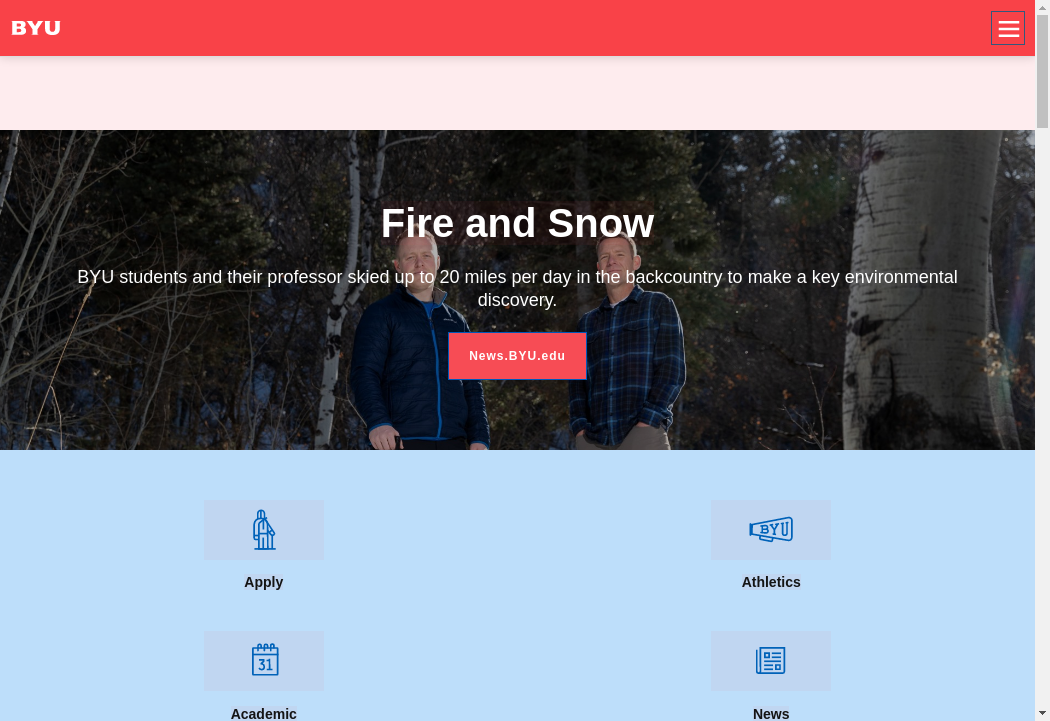 BYU
Fire and Snow
BYU students and their professor skied up to 20 miles per day in the backcountry to make a key environmental
discovery.
News.BYU.edu
BYU
Apply
Athletics
31
Academic
News